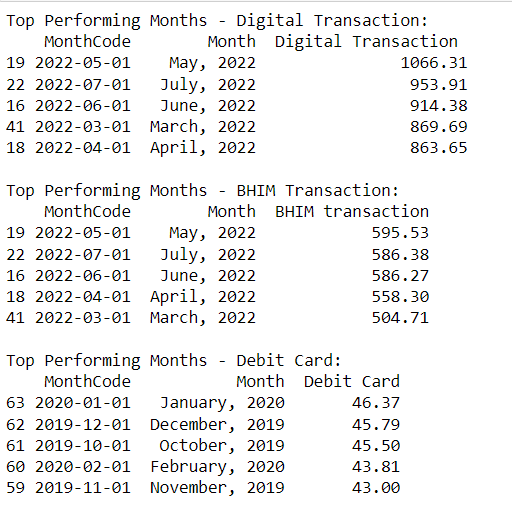 Top Performing Months - Digital Transaction:
MonthCode Month Digital Transaction
19 2022-05-01 May, 2022 1066.31
22 2022-07-01 July, 2022 953.91
16 2022-06-01 June, 2022 914.38
41 2022-03-01 March, 2022 869.69
18 2022-04-01 April, 2022 863.65
Top Performing Months - BHIM Transaction:
MonthCode Month BHIM transaction
19 2022-05-01 May, 2022 595.53
22 2022-07-01 July, 2022 586.38
16 2022-06-01 June, 2022 586.27
18 2022-04-01 April, 2022 558.30
41 2022-03-01 March, 2022 504.71
Top Performing Months - Debit Card:
MonthCode Month Debit Card
63 2020-01-01 January, 2020 46.37
62 2019-12-01 December, 2019 45.79
61 2019-10-01 October, 2019 45.50
60 2020-02-01 February, 2020 43.81
59 2019-11-01 November, 2019 43.00